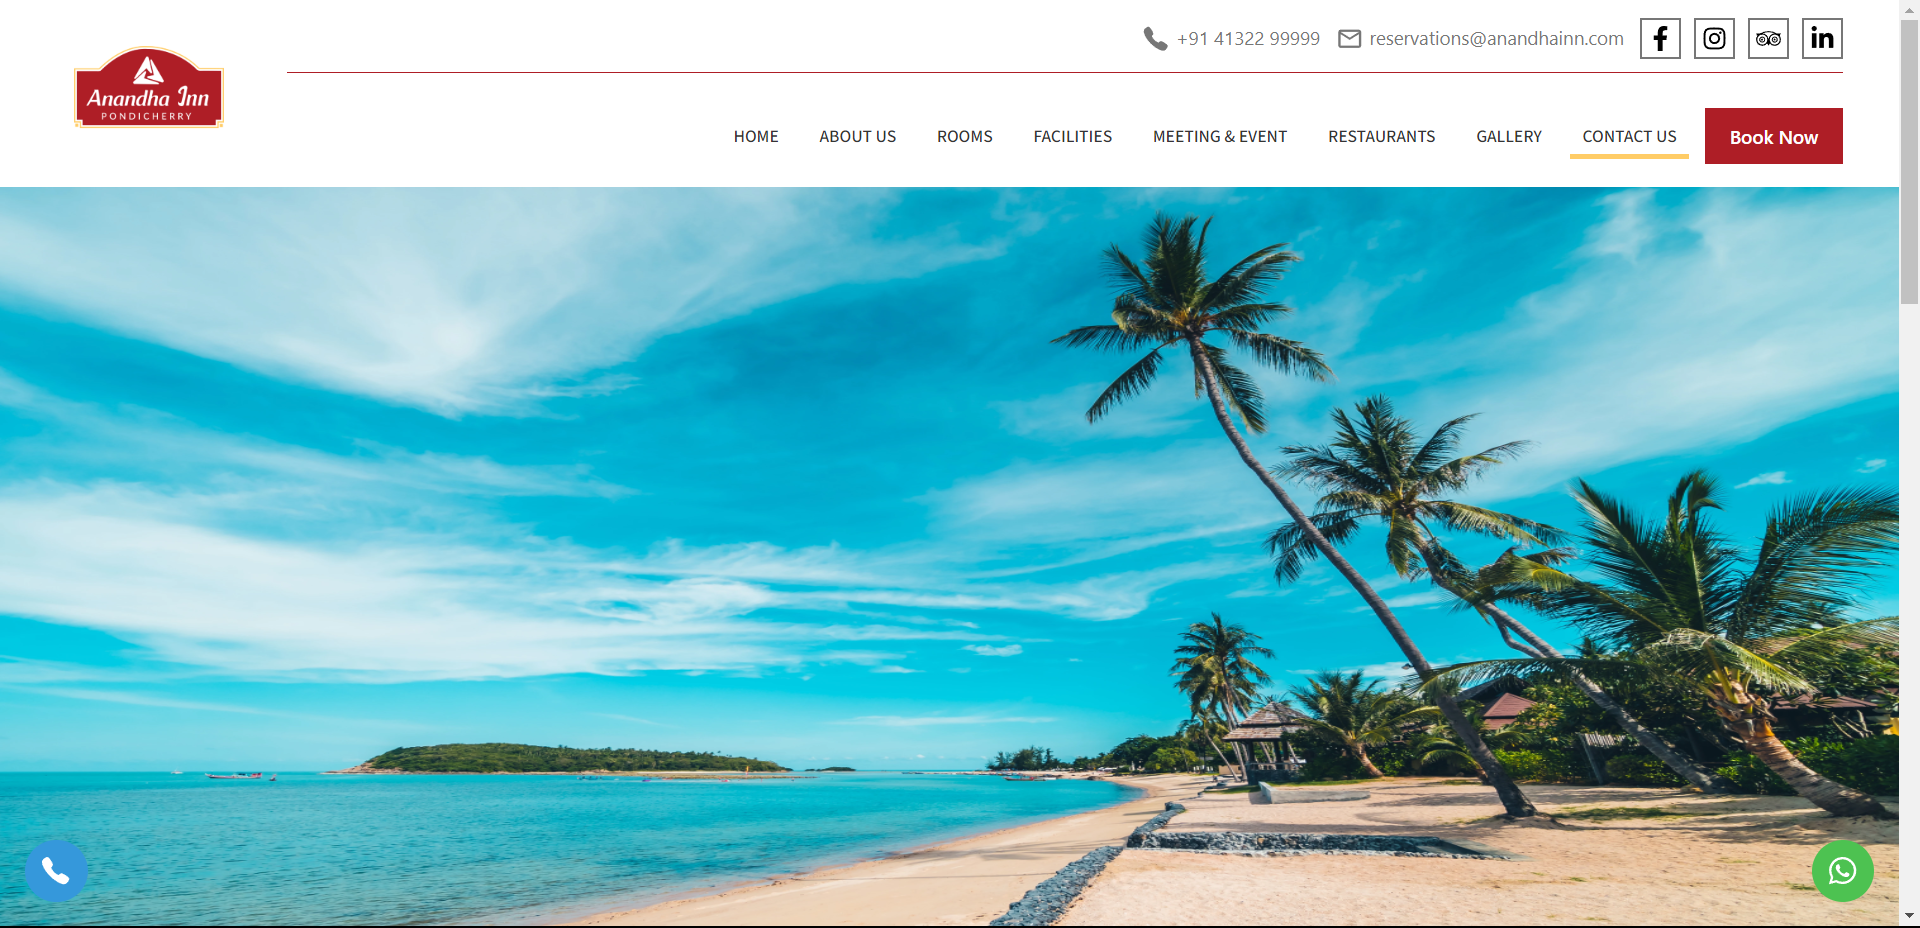 +91 41322 99999
reservations@anandhainn.com
Anandha Inn
PONDICHERRY
HOME
ABOUT US
ROOMS
FACILITIES
MEETING & EVENT
RESTAURANTS
GALLERY
CONTACT US
Book Now